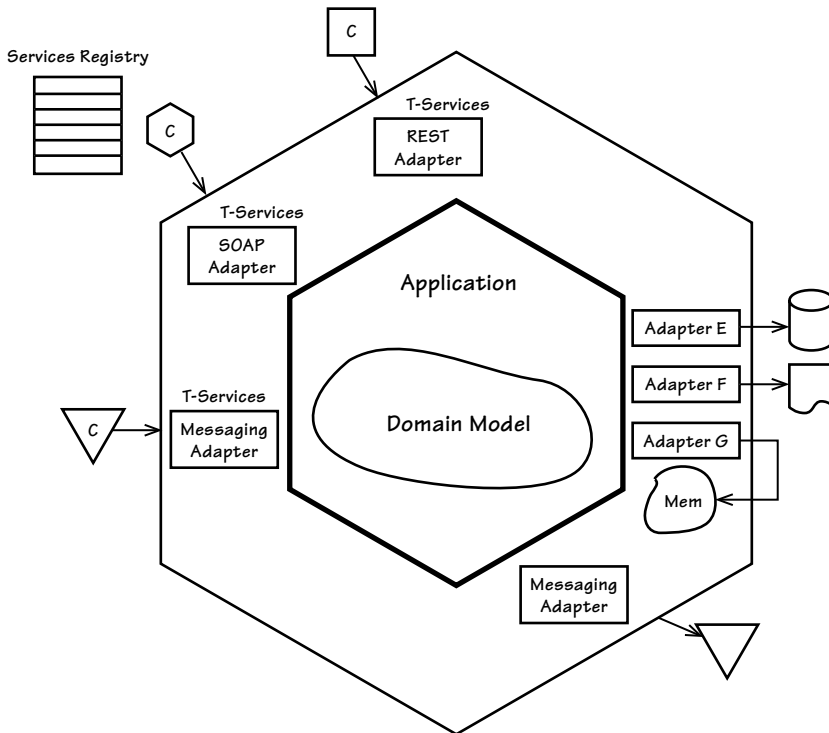 C
Services Registry
T-Services
REST
Adapter
C
T-Services
SOAP
Adapter
Application
Adapter E
Adapter F
T-Services
Messaging
Adapter
C
Domain Model
Adapter G
Mem
Messaging
Adapter